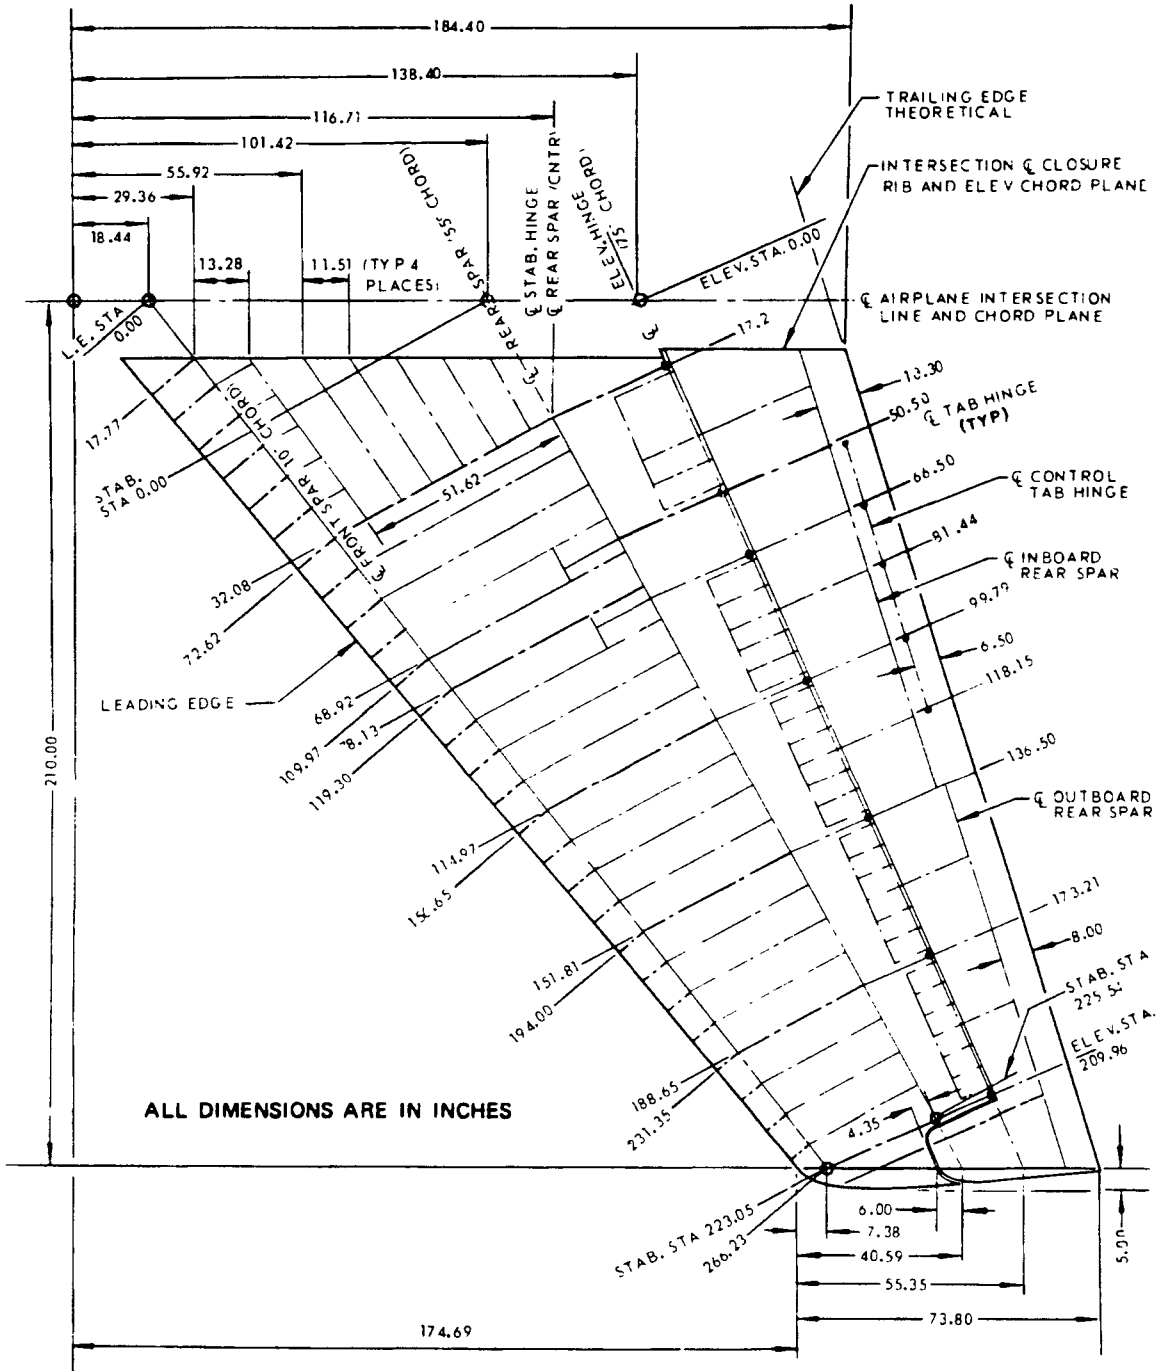 184.40
138.40
116.71
101.42
55.92
29.36
18.44
13.28
11.51 (TYP 4
PLACES)
TRAILING EDGE
THEORETICAL
INTERSECTION ℄ CLOSURE
RIB AND ELEV CHORD PLANE
℄ REAR SPAR 55% CHORD)
℄ STAB. HINGE
℄ REAR SPAR (CNTR)
ELEV. HINGE
75% CHORD)
℄
ELEV. STA. 0.00
℄ AIRPLANE INTERSECTION
LINE AND CHORD PLANE
L.E. STA
0.00
17.2
18.30
50.50
℄ TAB HINGE
(TYP)
66.50
℄ CONTROL
TAB HINGE
81.44
℄ INBOARD
REAR SPAR
99.79
6.50
118.15
136.50
℄ OUTBOARD
REAR SPAR
173.21
8.00
STAB. STA
ELEV. STA.
209.96
17.77
STAB.
STA 0.00
℄ FRONT SPAR 10% CHORD)
51.62
32.08
72.62
LEADING EDGE
68.92
109.97
78.13
119.30
114.97
151.81
194.00
188.65
231.35
210.00
ALL DIMENSIONS ARE IN INCHES
4.35
STAB. STA 223.05
266.23
6.00
7.38
40.59
55.35
5.00
73.80
174.69